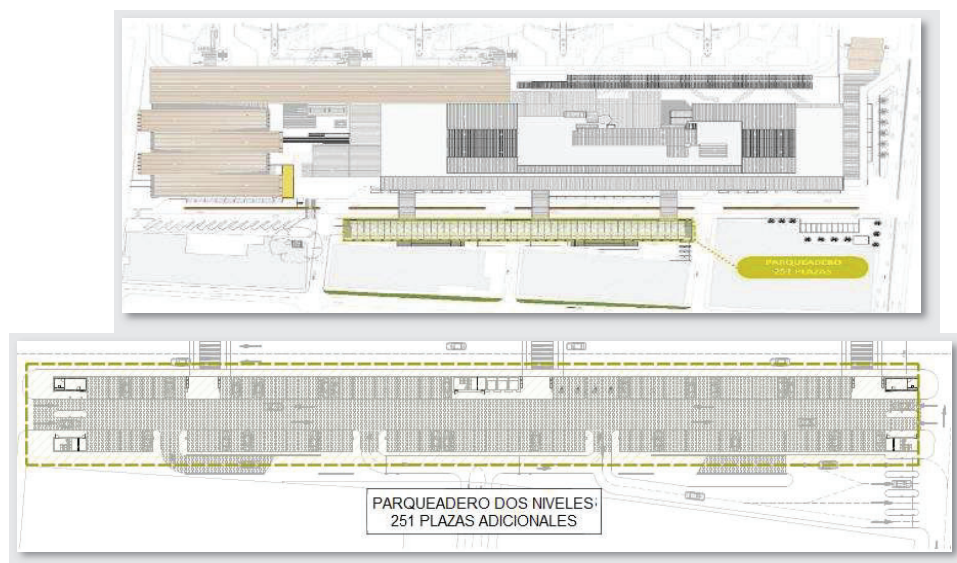 PARQUEADERO
251 PLAZAS
PARQUEADERO DOS NIVELES:
251 PLAZAS ADICIONALES